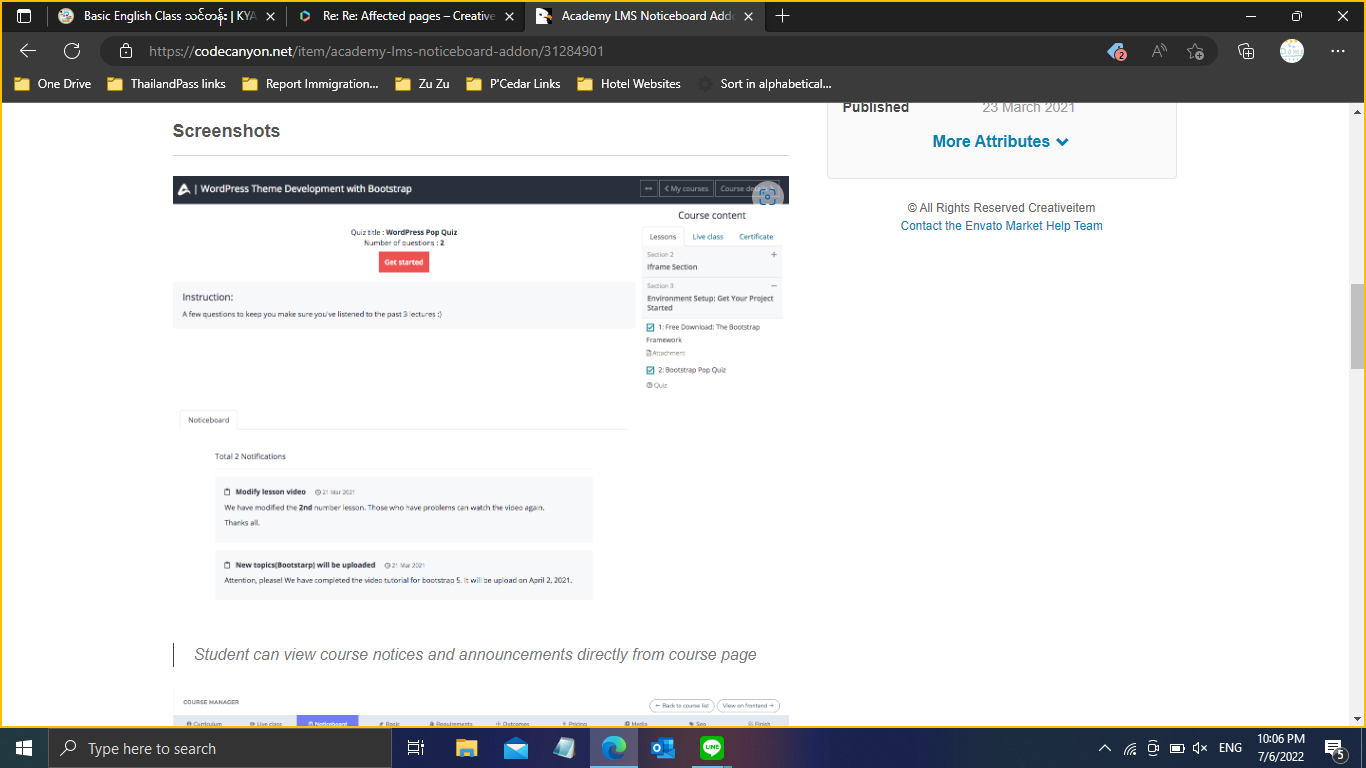 Basic English Class သင်တန်း | KYA
Re: Re: Affected pages – Creative
Academy LMS Noticeboard Addo
https://codecanyon.net/item/academy-lms-noticeboard-addon/31284901
2
One Drive
ThailandPass links
Report Immigration...
Zu Zu
P'Cedar Links
Hotel Websites
Sort in alphabetical...
Published 23 March 2021
More Attributes
© All Rights Reserved Creativeitem
Contact the Envato Market Help Team
Screenshots
| WordPress Theme Development with Bootstrap
My courses
Course de
Quiz title : WordPress Pop Quiz
Number of questions : 2
Get started
Instruction:
A few questions to keep you make sure you've listened to the past 3 lectures :)
Course content
Lessons Live class Certificate
Section 2
Iframe Section
Section 3
Environment Setup: Get Your Project
Started
1: Free Download: The Bootstrap
Framework
Attachment
2: Bootstrap Pop Quiz
Quiz
Noticeboard
Total 2 Notifications
Modify lesson video 21 Mar 2021
We have modified the 2nd number lesson. Those who have problems can watch the video again.
Thanks all.
New topics(Bootstarp) will be uploaded 21 Mar 2021
Attention, please! We have completed the video tutorial for bootstrap 5. It will be upload on April 2, 2021.
Student can view course notices and announcements directly from course page
COURSE MANAGER
← Back to course list
View on frontend →
Curriculum Live class Noticeboard Basic Requirements Outcomes Pricing Media Seo Finish
Type here to search
LINE
ENG
10:06 PM
7/6/2022
5